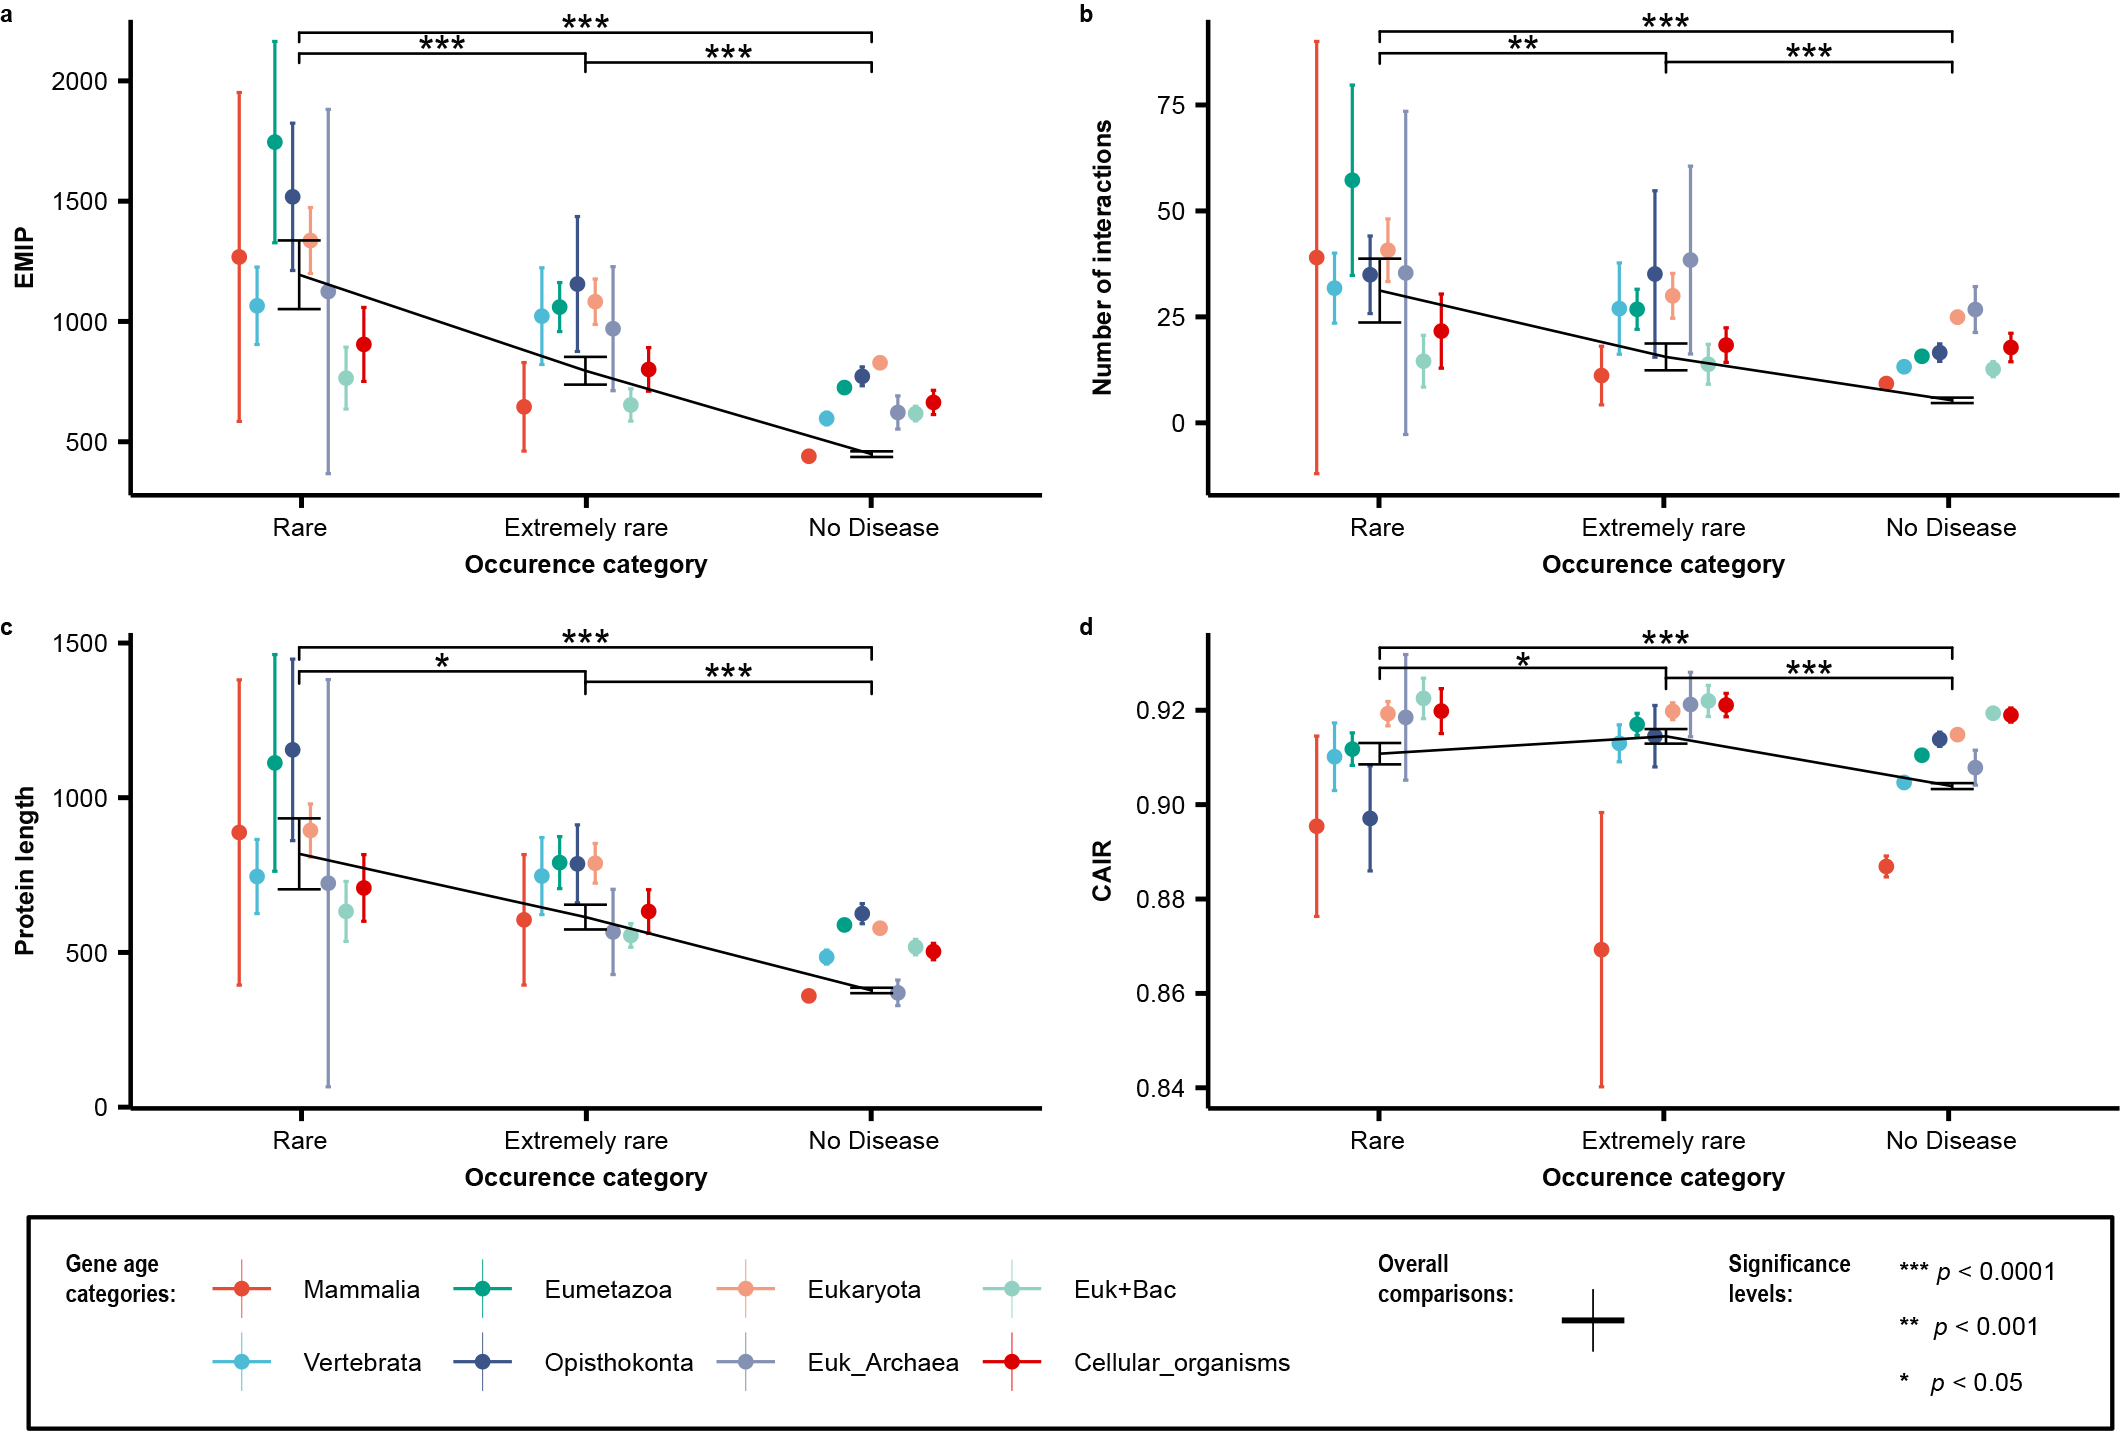 a
***
***
***
2000
1500
1000
500
EMIP
Rare
Extremely rare
No Disease
Occurence category
b
***
**
***
75
50
25
0
Number of interactions
Rare
Extremely rare
No Disease
Occurence category
c
***
*
***
1500
1000
500
0
Protein length
Rare
Extremely rare
No Disease
Occurence category
d
***
*
***
0.92
0.90
0.88
0.86
0.84
CAIR
Rare
Extremely rare
No Disease
Occurence category
Gene age
categories:
Mammalia
Eumetazoa
Eukaryota
Euk+Bac
Vertebrata
Opisthokonta
Euk_Archaea
Cellular_organisms
Overall
comparisons:
Significance
levels:
*** p < 0.0001
** p < 0.001
* p < 0.05